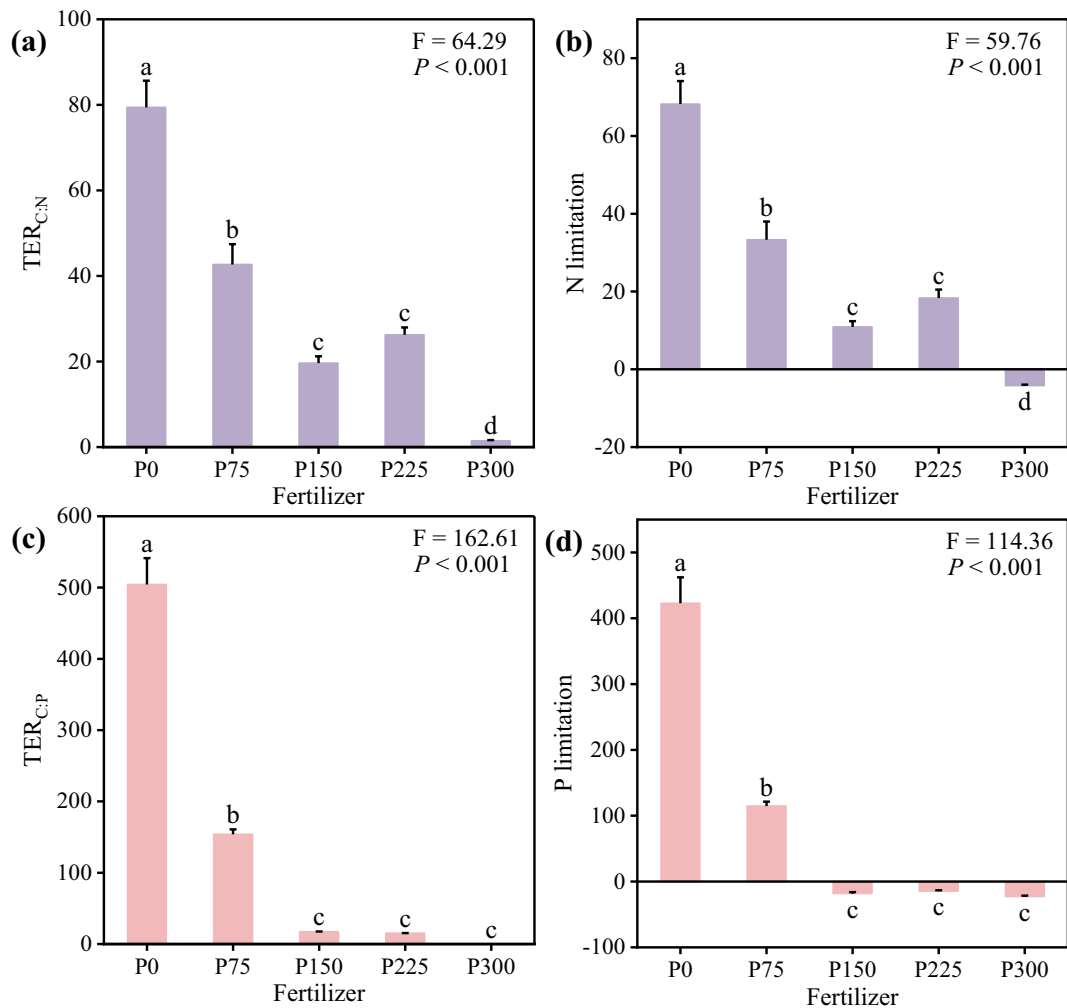 (a)
F = 64.29
P < 0.001
100
80
60
40
20
0
TER C:N
a
b
c
c
d
P0 P75 P150 P225 P300
Fertilizer
(b)
F = 59.76
P < 0.001
80
60
40
20
0
-20
N limitation
a
b
c
c
d
P0 P75 P150 P225 P300
Fertilizer
(c)
F = 162.61
P < 0.001
600
500
400
300
200
100
0
TER C:P
a
b
c
c
c
P0 P75 P150 P225 P300
Fertilizer
(d)
F = 114.36
P < 0.001
500
400
300
200
100
0
-100
P limitation
a
b
c
c
c
P0 P75 P150 P225 P300
Fertilizer